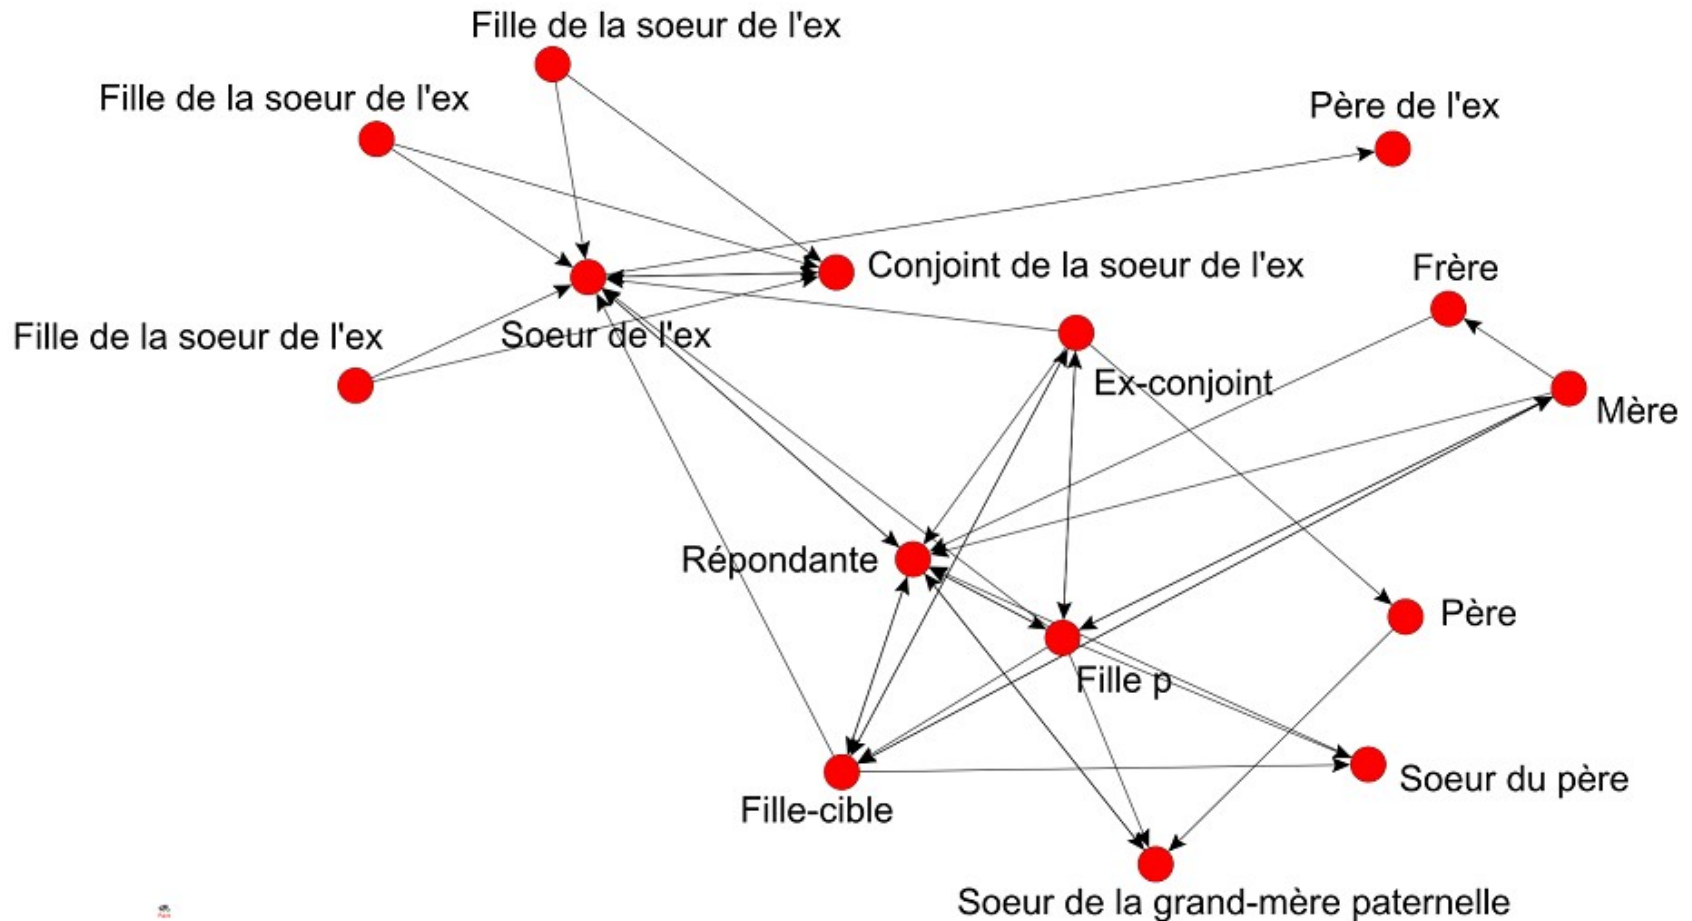 Fille de la soeur de l'ex
Fille de la soeur de l'ex
Père de l'ex
Conjoint de la soeur de l'ex
Frère
Fille de la soeur de l'ex
Soeur de l'ex
Ex-conjoint
Mère
Répondante
Père
Fille p
Soeur du père
Fille-cible
Soeur de la grand-mère paternelle